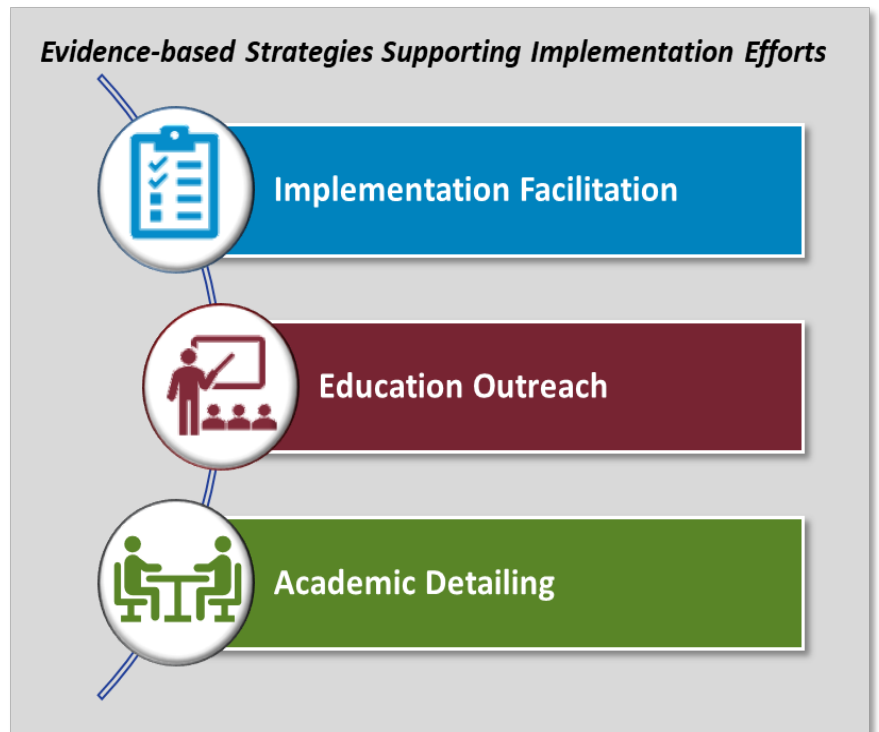 Evidence-based Strategies Supporting Implementation Efforts
Implementation Facilitation
Education Outreach
Academic Detailing